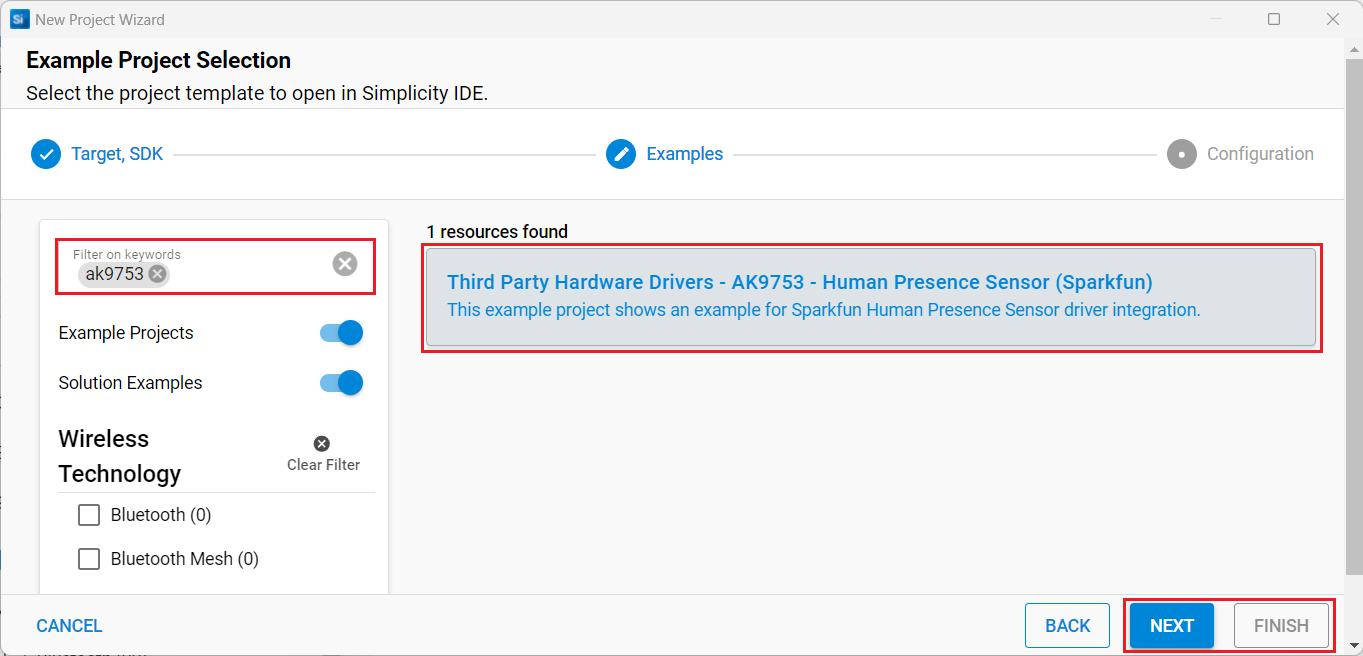 New Project Wizard
Example Project Selection
Select the project template to open in Simplicity IDE.
Target, SDK
Examples
Configuration
Filter on keywords
ak9753
Example Projects
Solution Examples
Wireless
Technology
Clear Filter
Bluetooth (0)
Bluetooth Mesh (0)
1 resources found
Third Party Hardware Drivers - AK9753 - Human Presence Sensor (Sparkfun)
This example project shows an example for Sparkfun Human Presence Sensor driver integration.
CANCEL
BACK
NEXT
FINISH